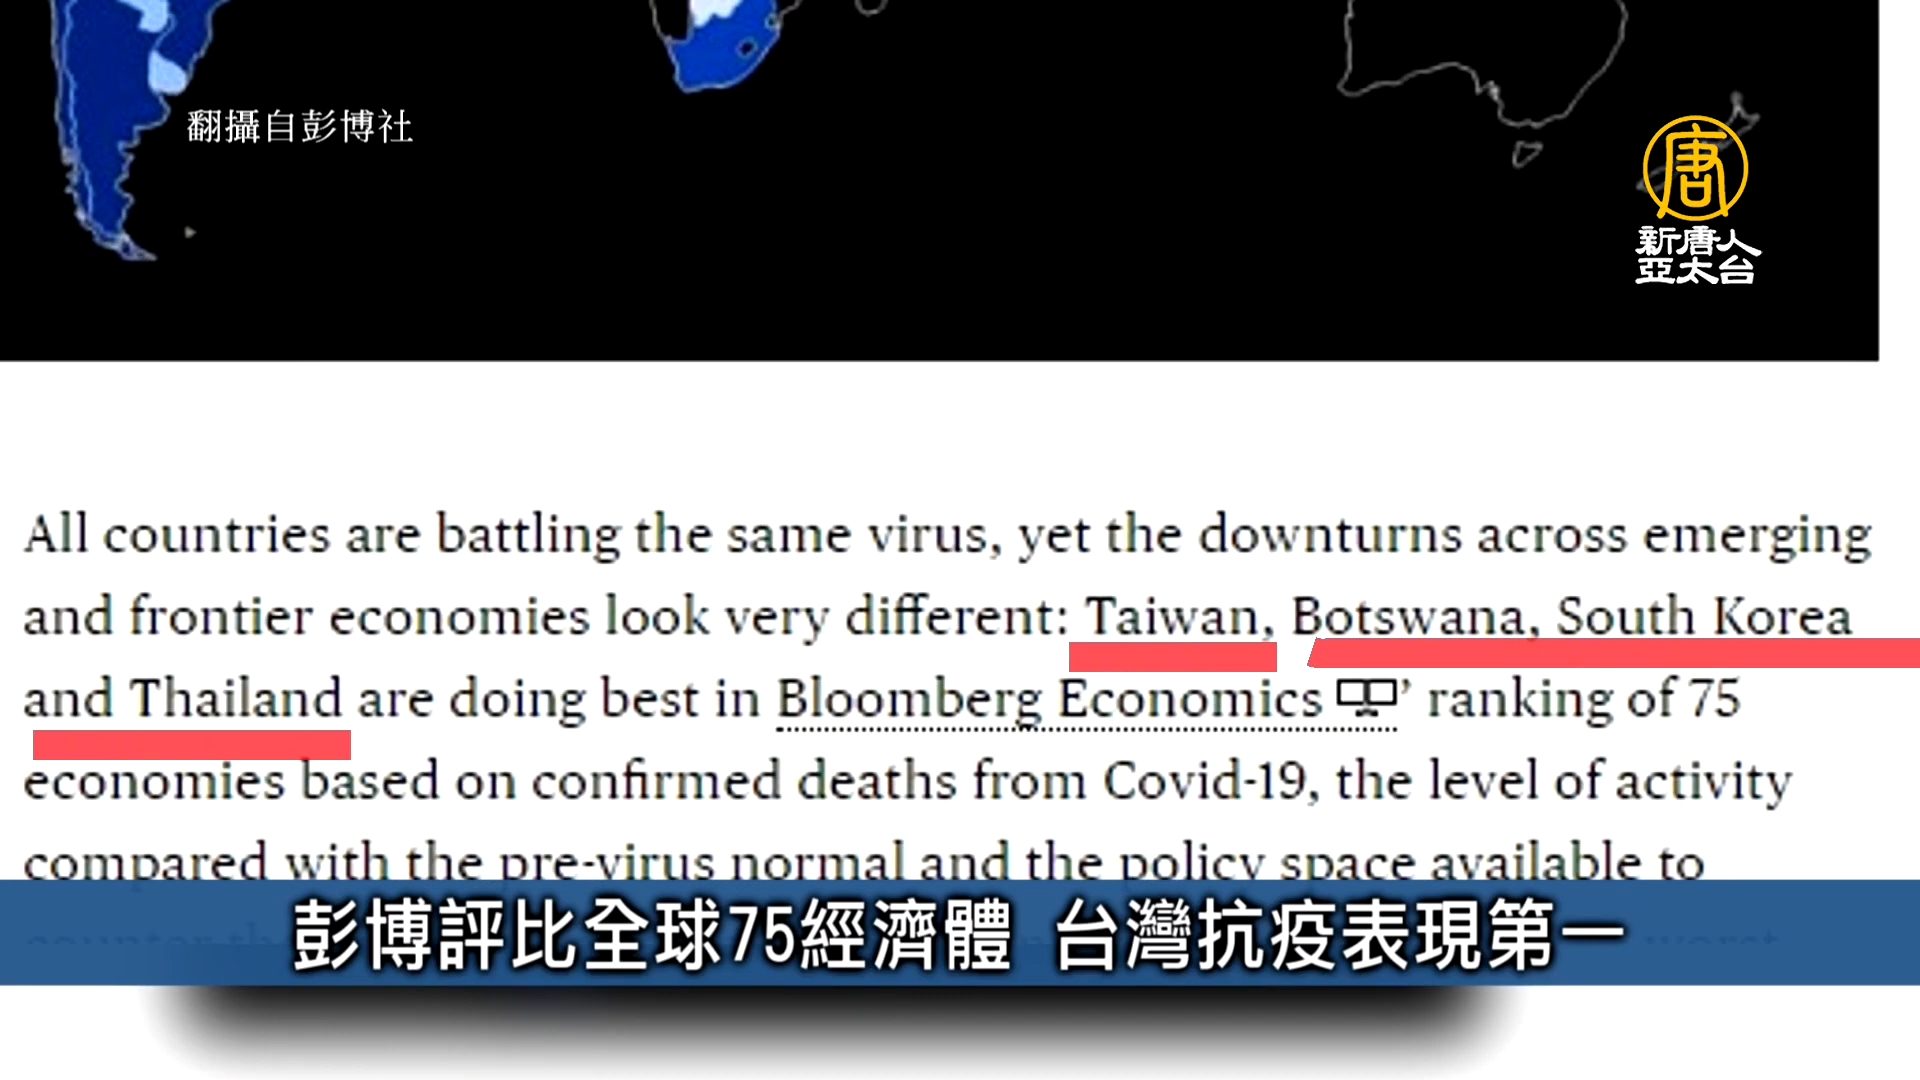 翻攝自彭博社
唐
新唐人
亞太台
All countries are battling the same virus, yet the downturns across emerging
and frontier economies look very different: Taiwan, Botswana, South Korea
and Thailand are doing best in Bloomberg Economics ’ ranking of 75
economies based on confirmed deaths from Covid-19, the level of activity
compared with the pre-virus normal and the policy space available to
彭博評比全球75經濟體 台灣抗疫表現第一